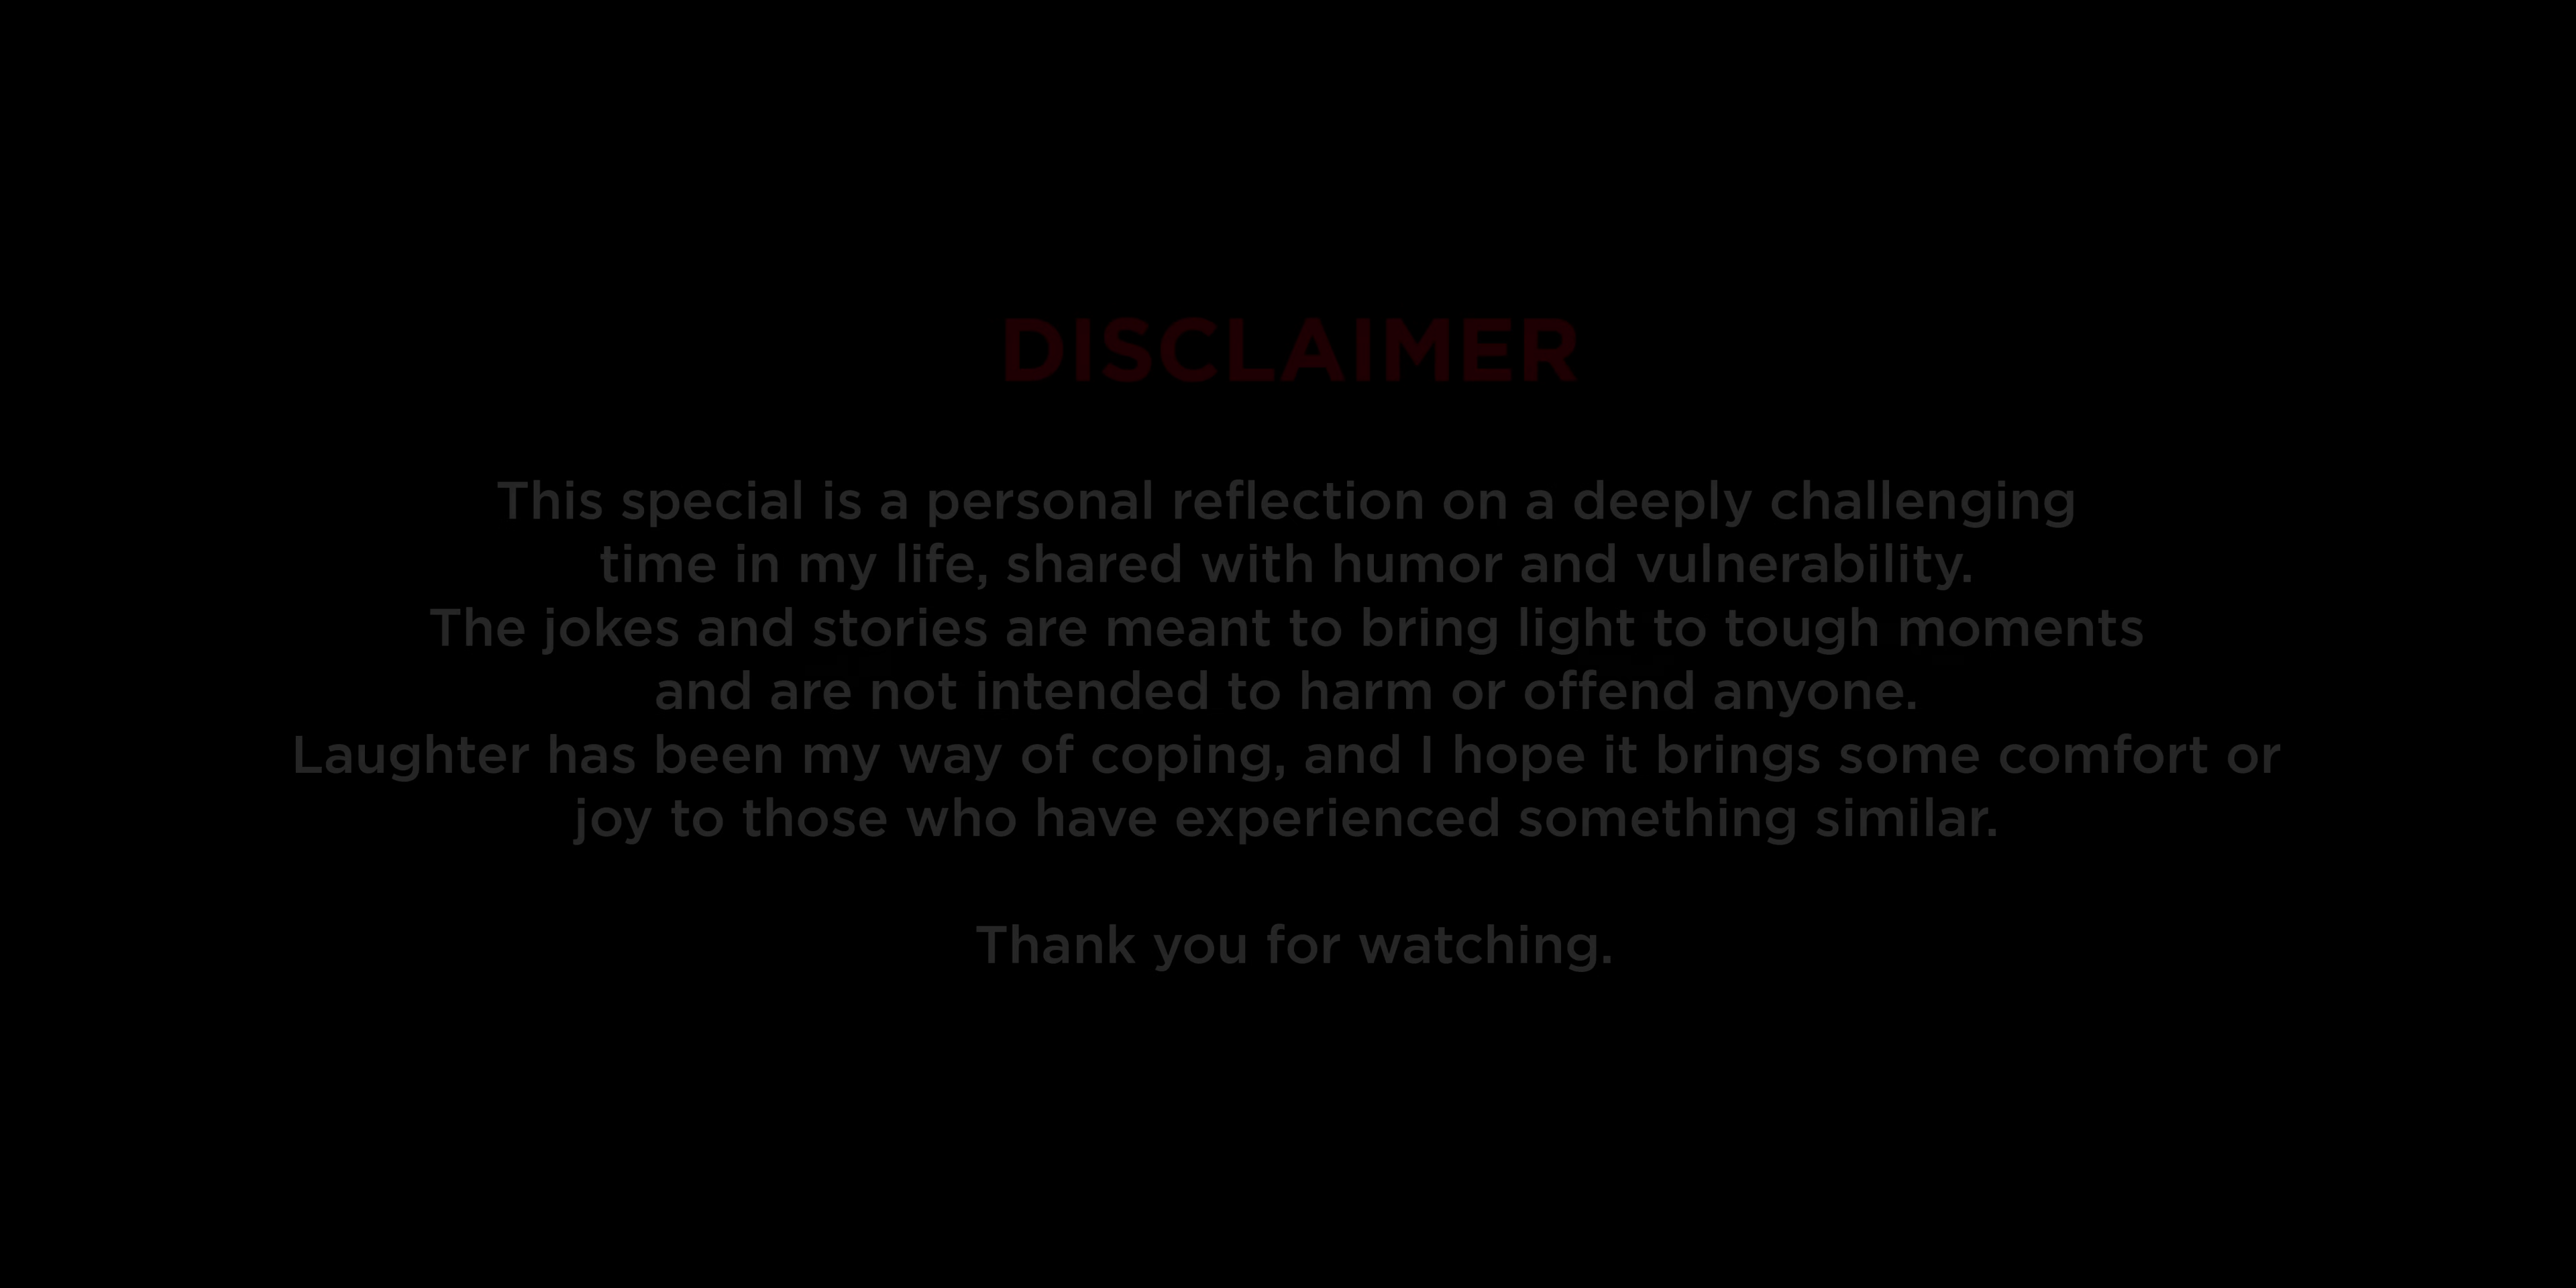 DISCLAIMER
This special is a personal reflection on a deeply challenging
time in my life, shared with humor and vulnerability.
The jokes and stories are meant to bring light to tough moments
and are not intended to harm or offend anyone.
Laughter has been my way of coping, and I hope it brings some comfort or
joy to those who have experienced something similar.
Thank you for watching.